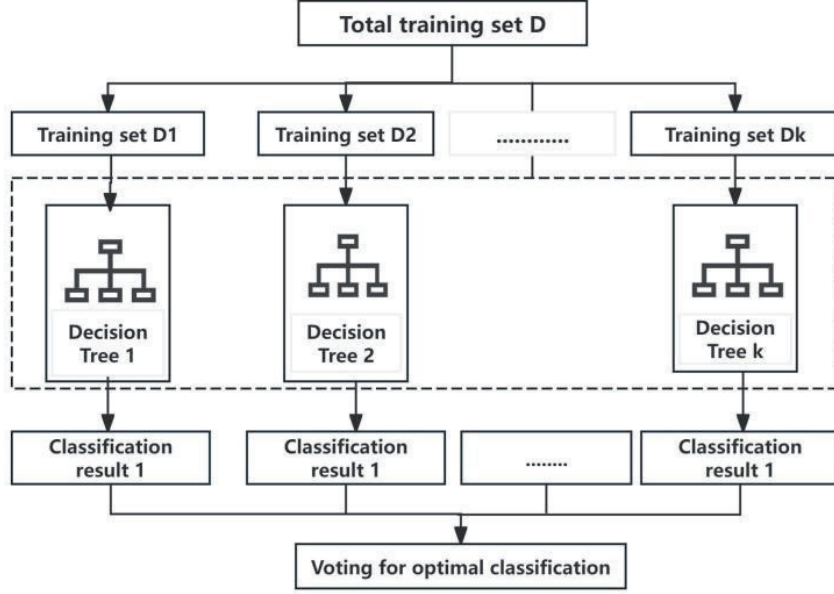 Total training set D
Training set D1
Training set D2
............
Training set Dk
Decision
Tree 1
Decision
Tree 2
Decision
Tree k
Classification
result 1
Classification
result 1
........
Classification
result 1
Voting for optimal classification